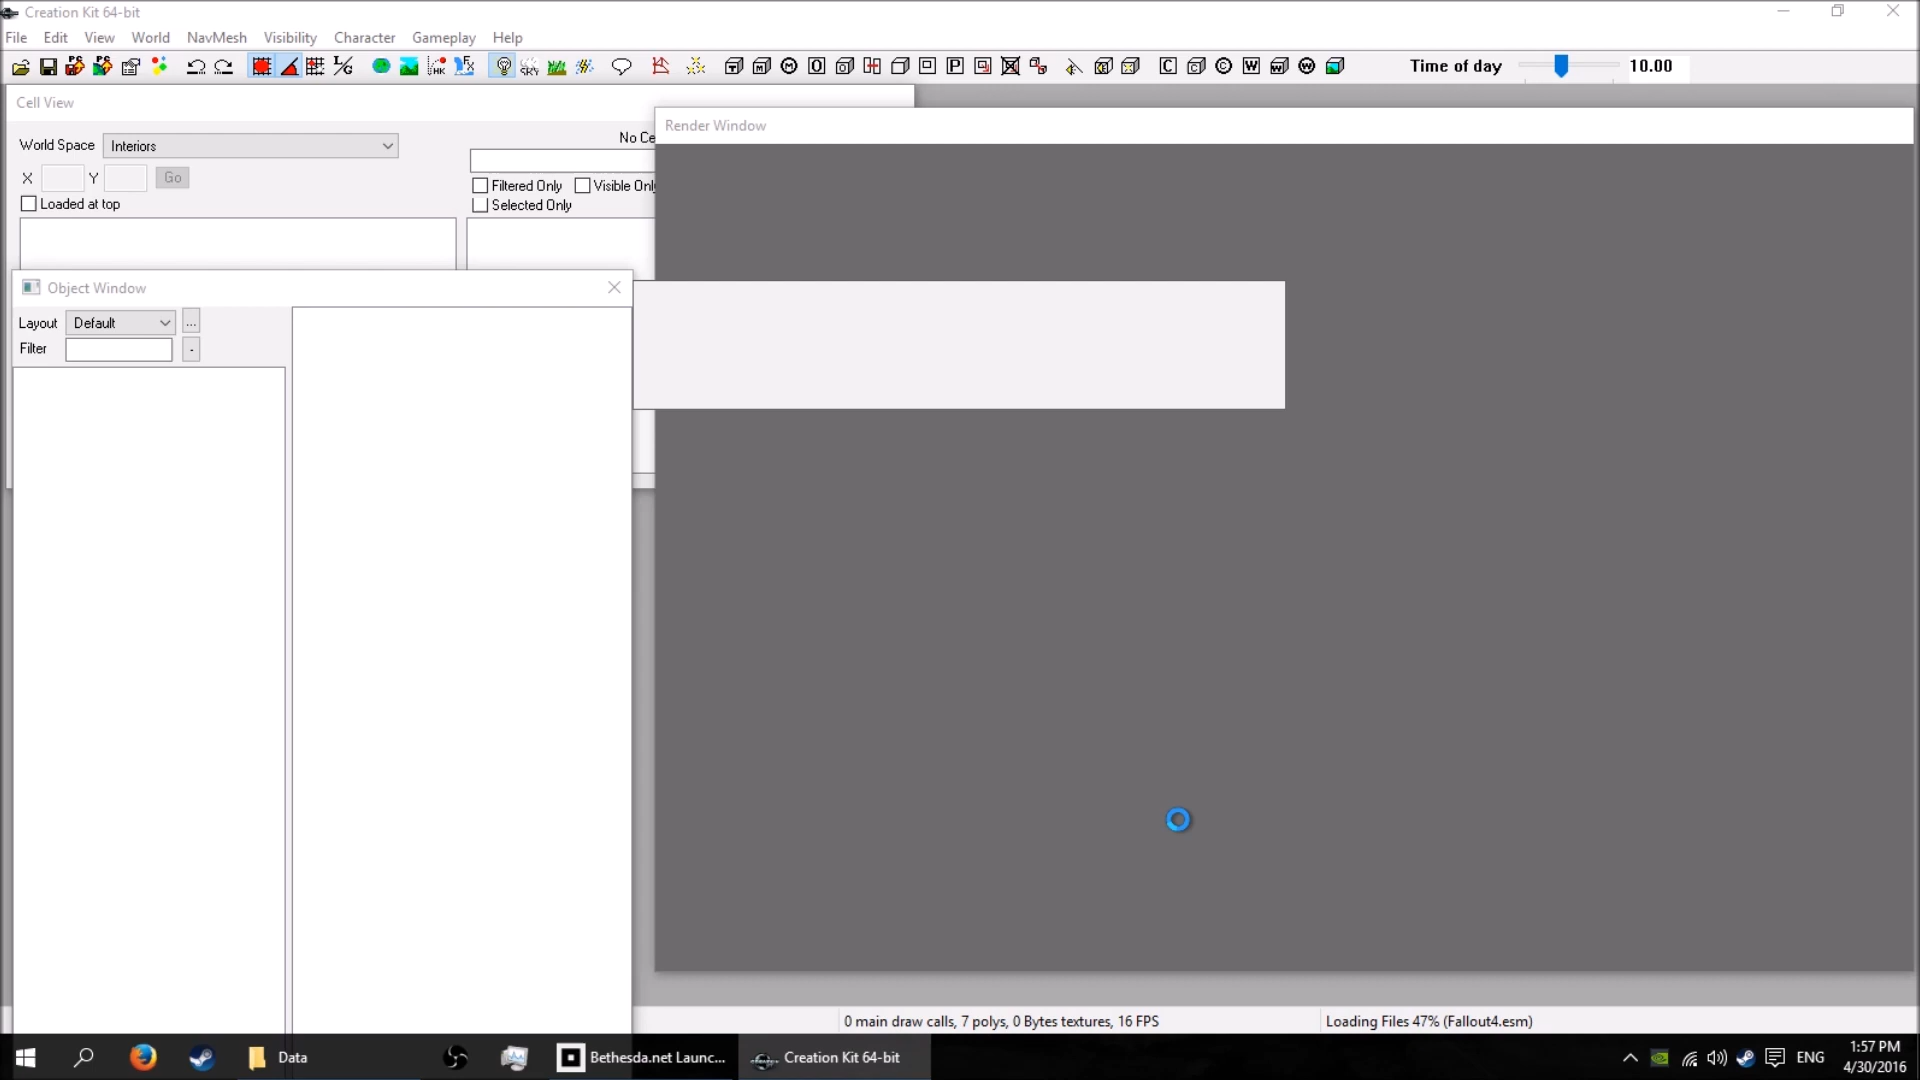 Creation Kit 64-bit
File Edit View World NavMesh Visibility Character Gameplay Help
Time of day 10.00
Cell View
World Space Interiors
No Ce
X Y Go
Filtered Only Visible Only
Loaded at top
Selected Only
Render Window
Object Window
Layout Default ...
Filter -
0 main draw calls, 7 polys, 0 Bytes textures, 16 FPS
Loading Files 47% (Fallout4.esm)
Data
Bethesda.net Launc...
Creation Kit 64-bit
ENG
1:57 PM
4/30/2016